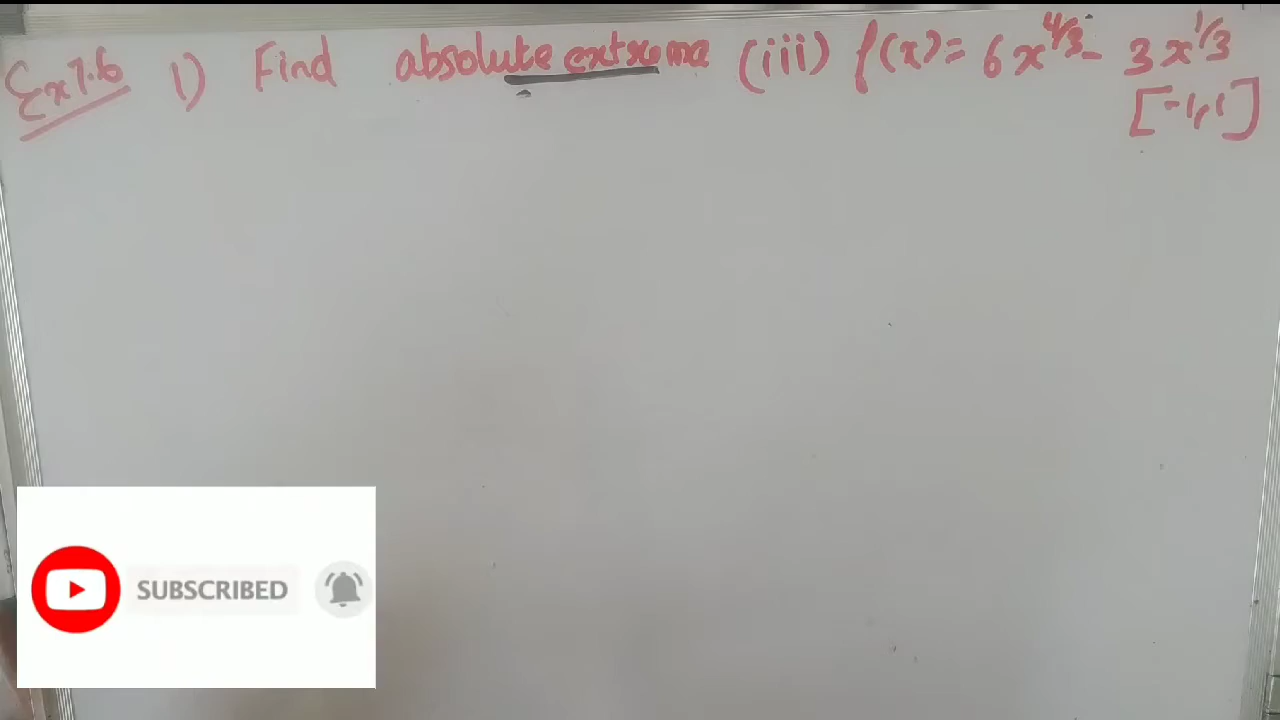 Ex 7.6 1) Find absolute extrema (iii) f(x) = 6x^{4/3} - 3x^{1/3}
[-1, 1]
SUBSCRIBED